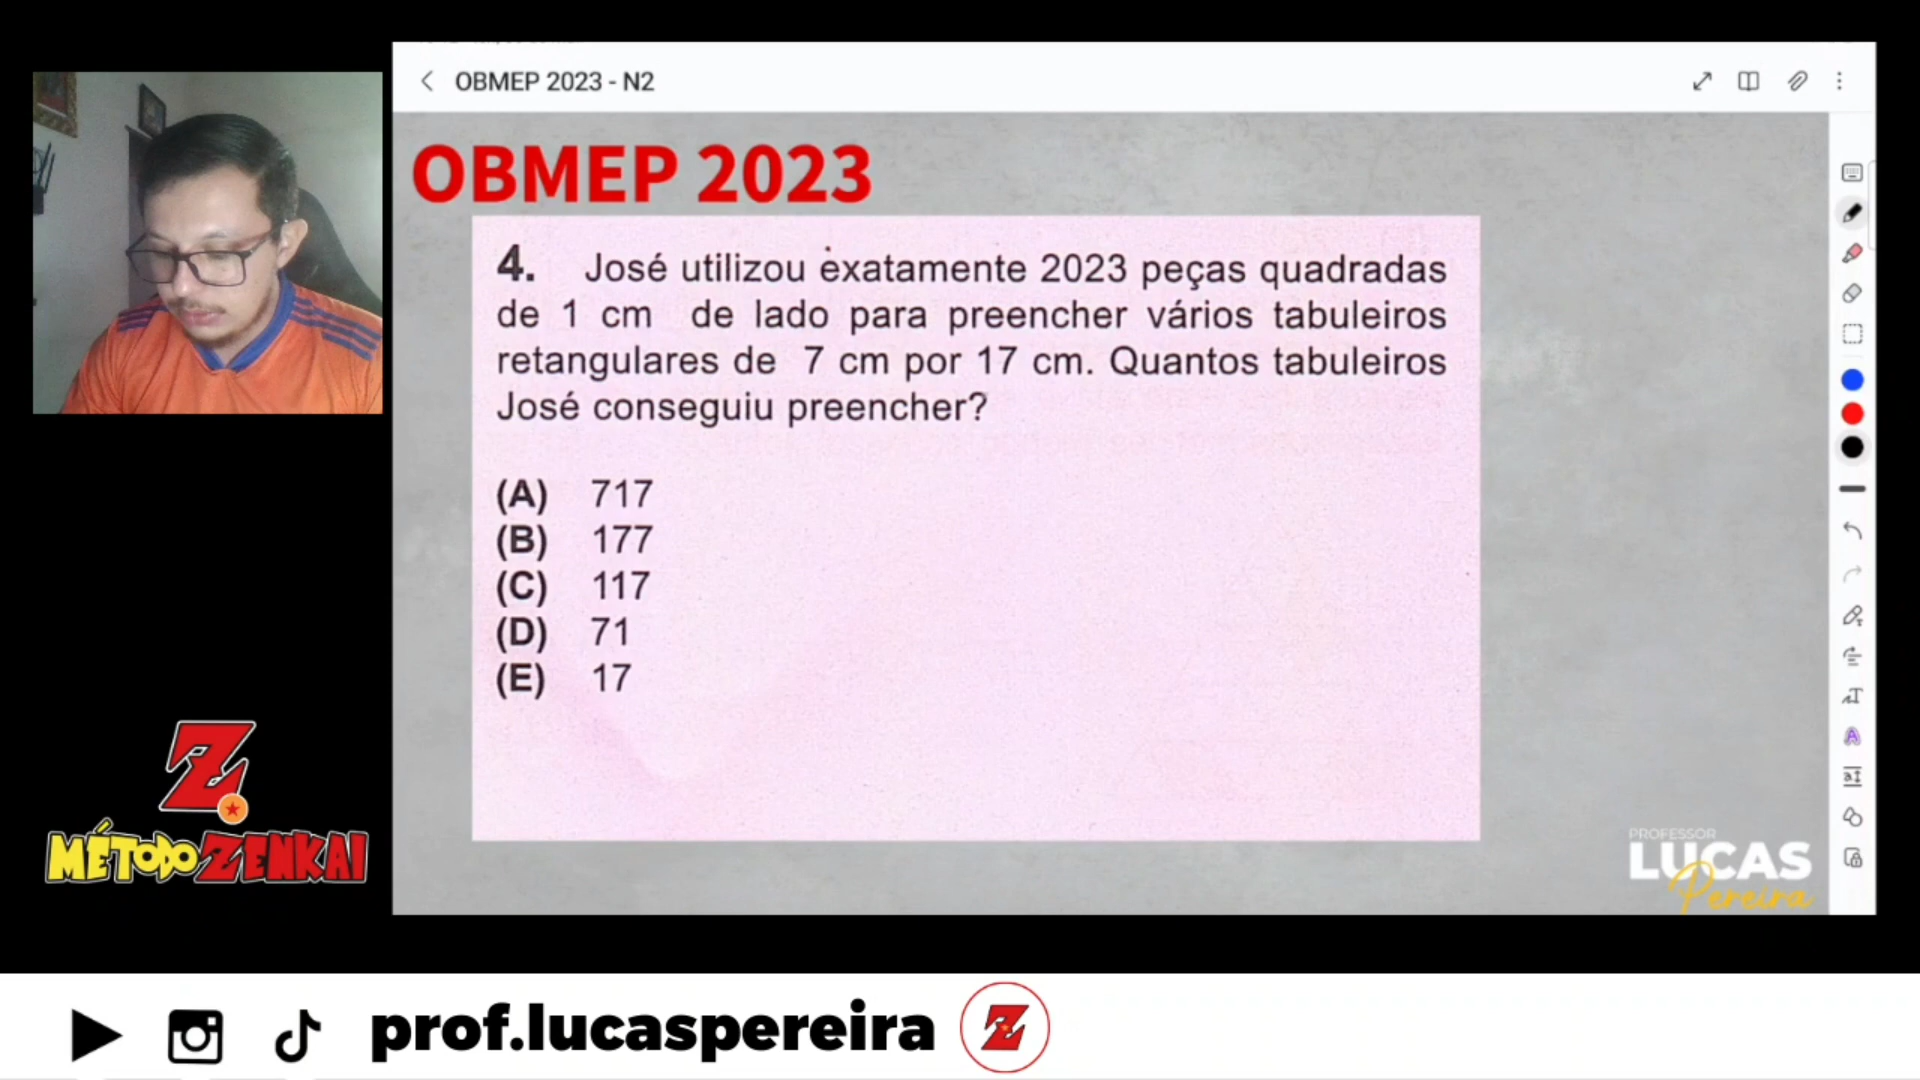 OBMEP 2023 - N2
OBMEP 2023
4. José utilizou exatamente 2023 peças quadradas
de 1 cm de lado para preencher vários tabuleiros
retangulares de 7 cm por 17 cm. Quantos tabuleiros
José conseguiu preencher?
(A) 717
(B) 177
(C) 117
(D) 71
(E) 17
Z
MÉTODO ZENKAI
PROFESSOR
LUCAS
Pereira
prof.lucaspereira
Z